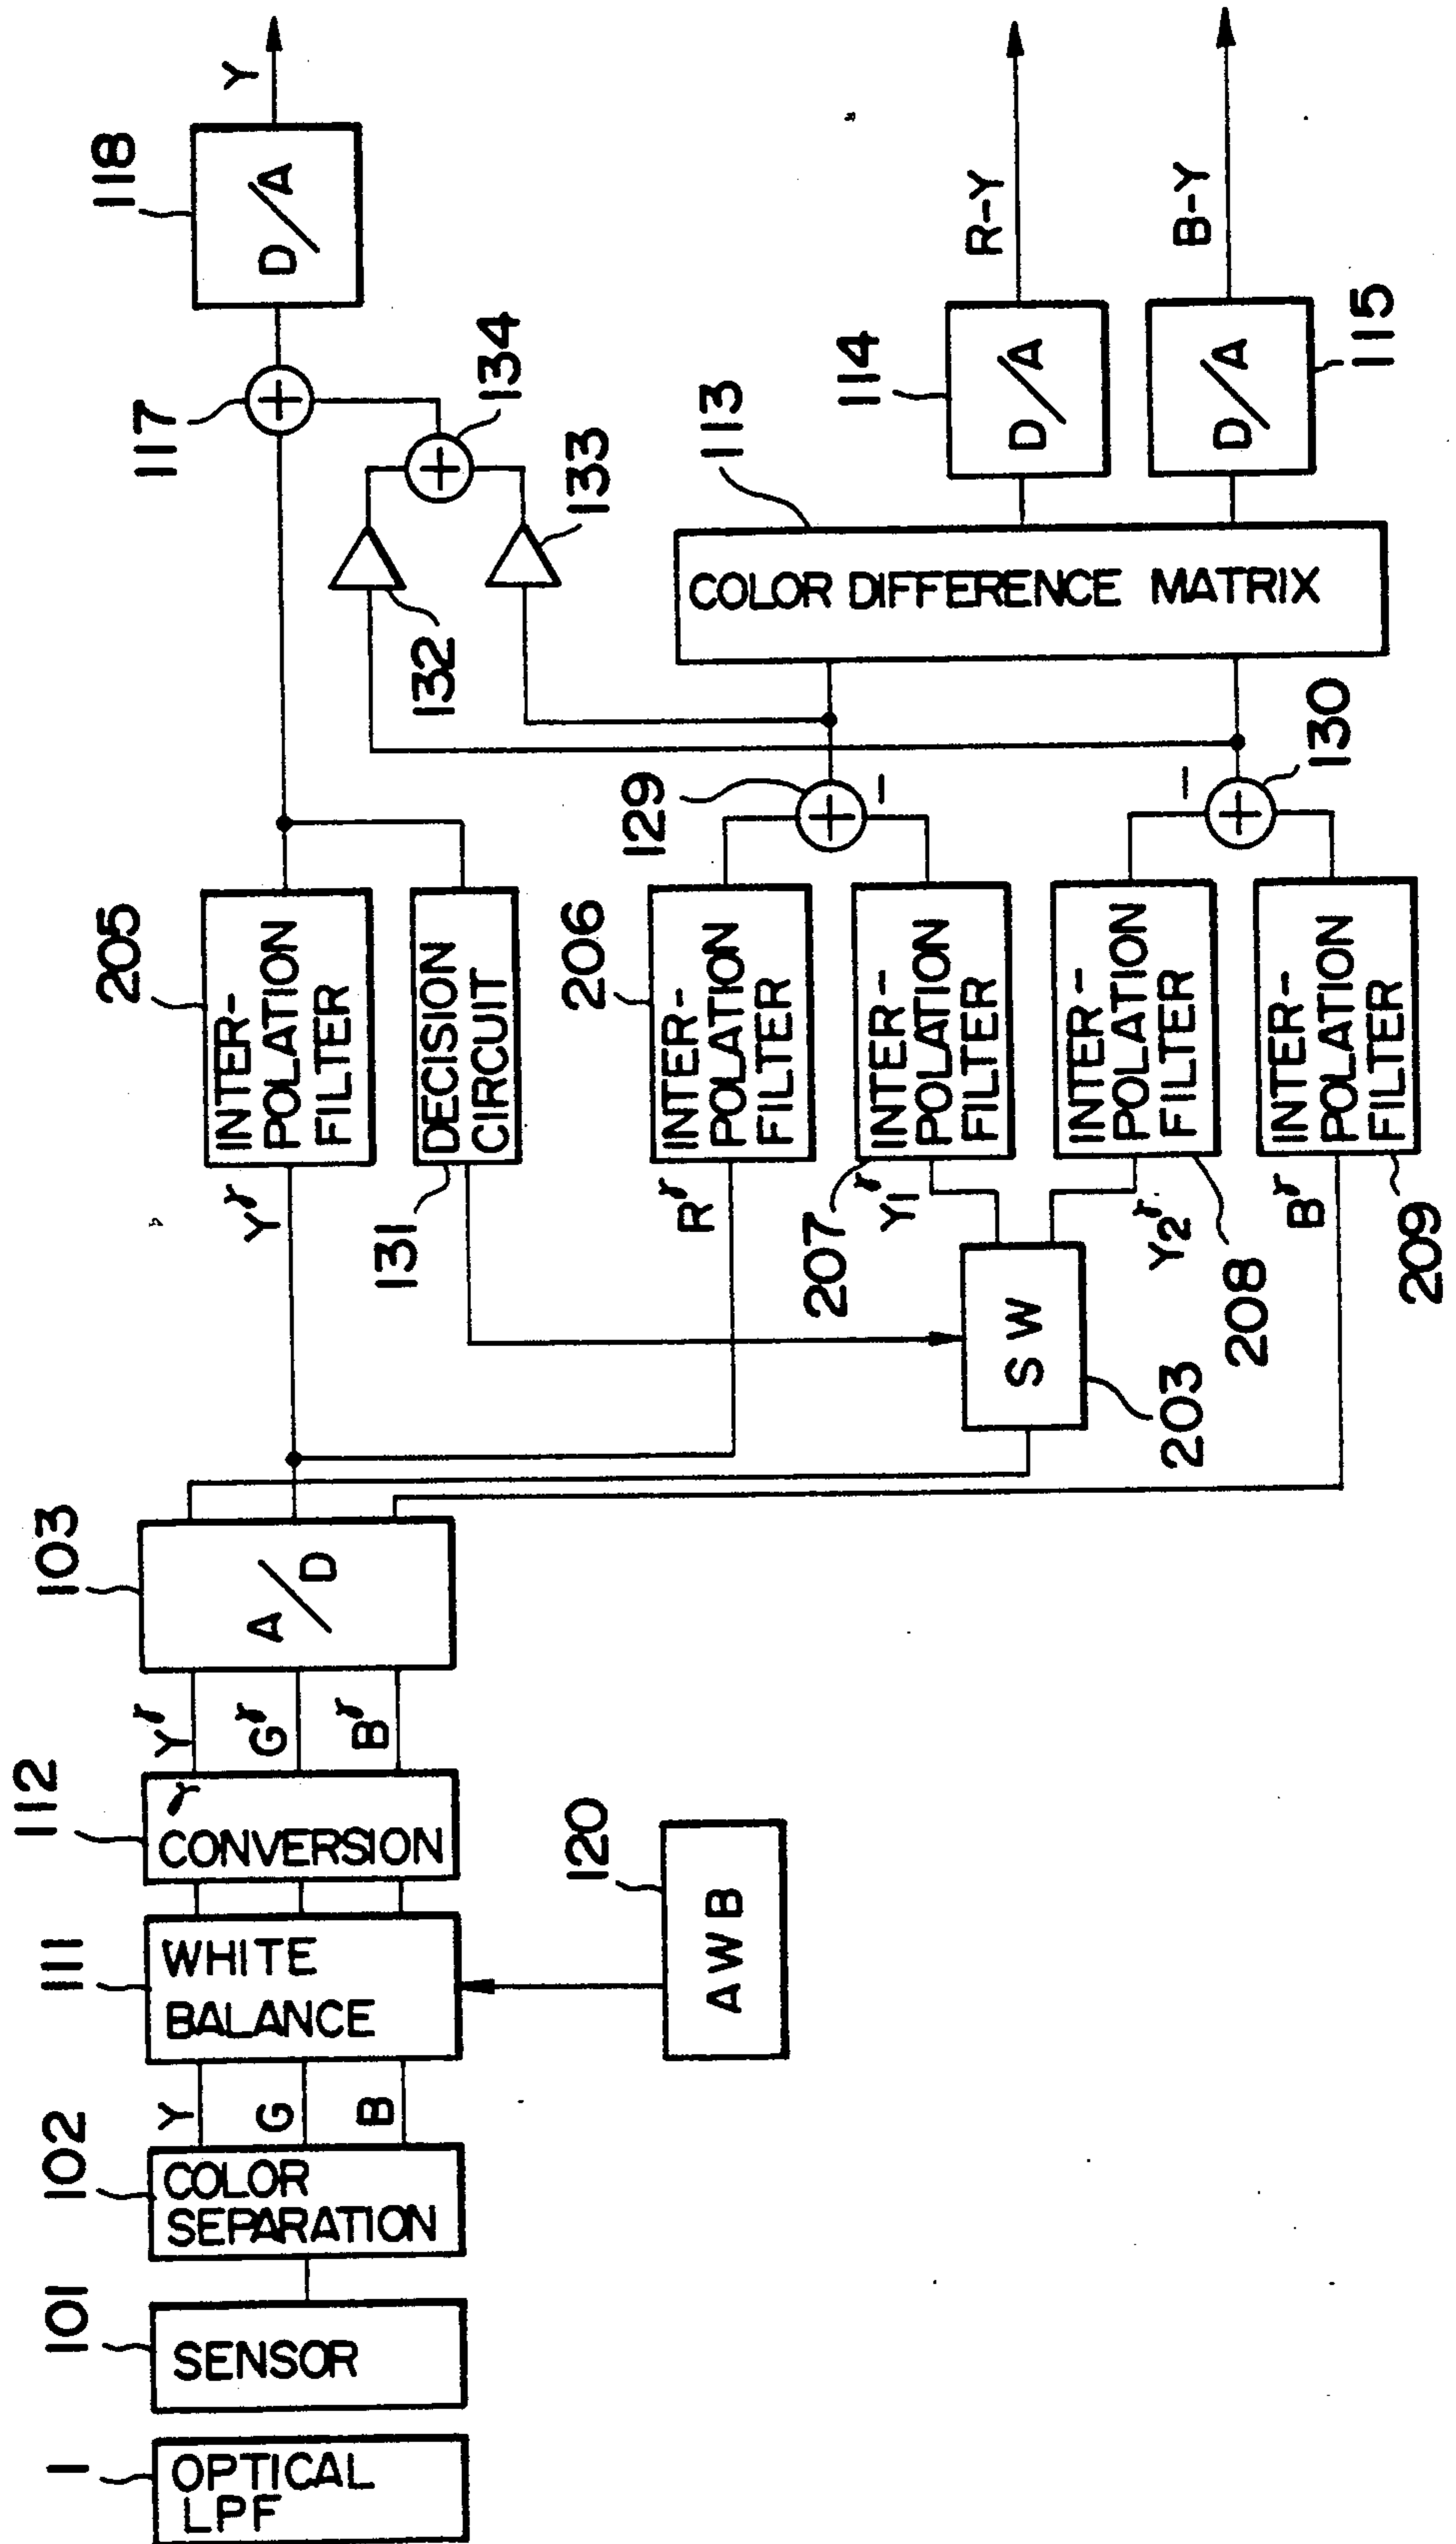 1
OPTICAL
LPF
101
SENSOR
102
COLOR
SEPARATION
Y
G
B
111
WHITE
BALANCE
120
AWB
112
γ
CONVERSION
Yγ
Gγ
Bγ
103
A/D
Yγ
205
INTER-
POLATION
FILTER
131
DECISION
CIRCUIT
Rγ
206
INTER-
POLATION
FILTER
203
SW
Y1γ
207
INTER-
POLATION
FILTER
Y2γ
208
INTER-
POLATION
FILTER
Bγ
209
INTER-
POLATION
FILTER
129
+
−
130
+
−
132
133
134
+
117
+
118
D/A
Y
113
COLOR DIFFERENCE MATRIX
114
D/A
R-Y
115
D/A
B-Y